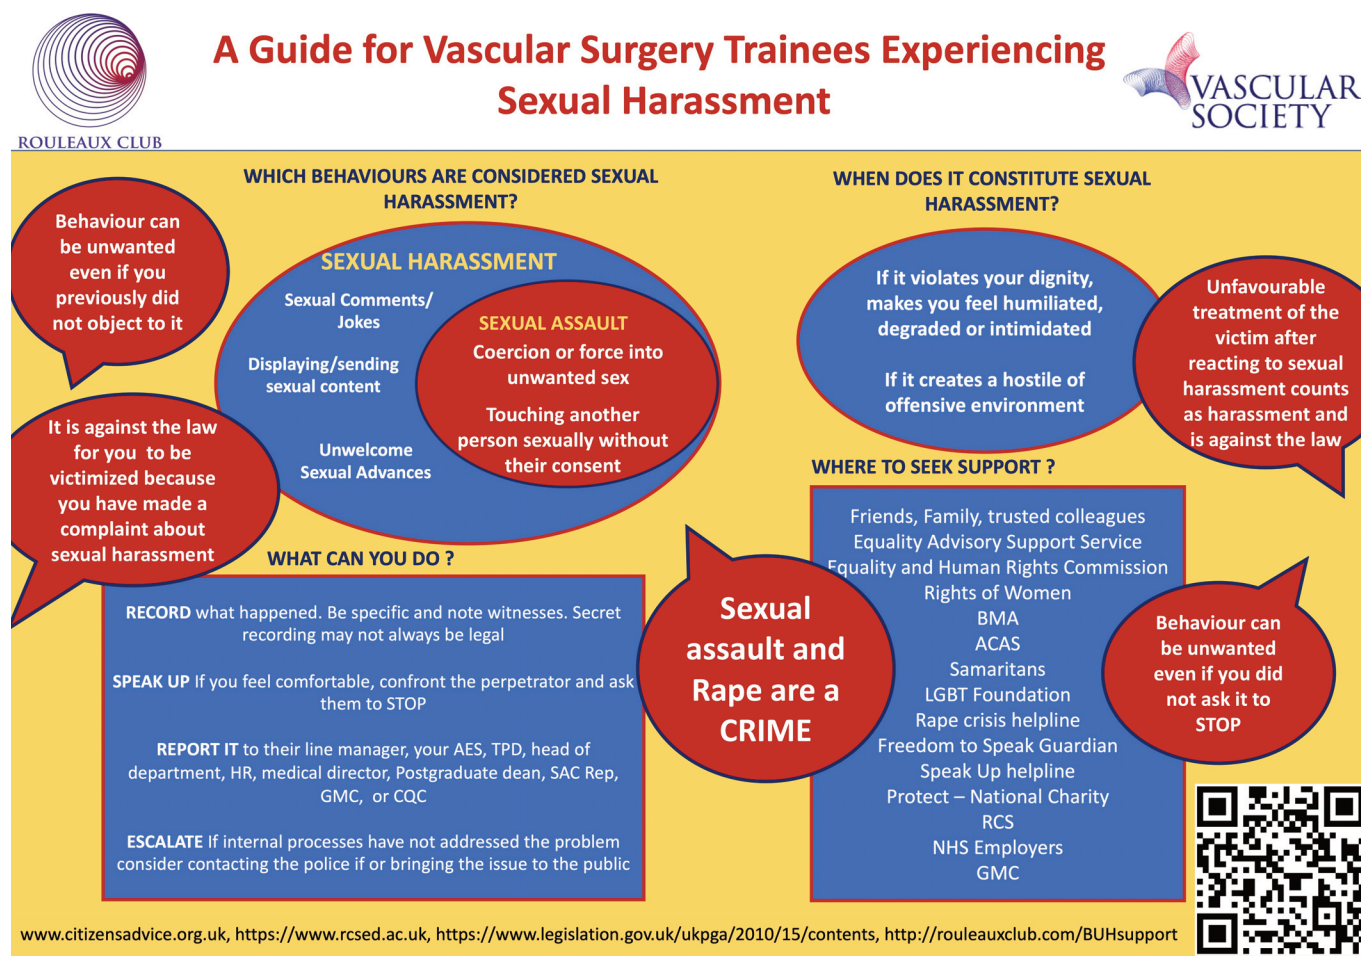 A Guide for Vascular Surgery Trainees Experiencing
Sexual Harassment
ROULEAUX CLUB
VASCULAR
SOCIETY
WHICH BEHAVIOURS ARE CONSIDERED SEXUAL
HARASSMENT?
Behaviour can
be unwanted
even if you
previously did
not object to it
SEXUAL HARASSMENT
Sexual Comments/
Jokes
Displaying/sending
sexual content
Unwelcome
Sexual Advances
SEXUAL ASSAULT
Coercion or force into
unwanted sex
Touching another
person sexually without
their consent
It is against the law
for you to be
victimized because
you have made a
complaint about
sexual harassment
WHEN DOES IT CONSTITUTE SEXUAL
HARASSMENT?
If it violates your dignity,
makes you feel humiliated,
degraded or intimidated
If it creates a hostile of
offensive environment
Unfavourable
treatment of the
victim after
reacting to sexual
harassment counts
as harassment and
is against the law
WHAT CAN YOU DO ?
RECORD what happened. Be specific and note witnesses. Secret
recording may not always be legal
SPEAK UP If you feel comfortable, confront the perpetrator and ask
them to STOP
REPORT IT to their line manager, your AES, TPD, head of
department, HR, medical director, Postgraduate dean, SAC Rep,
GMC, or CQC
ESCALATE If internal processes have not addressed the problem
consider contacting the police if or bringing the issue to the public
Sexual
assault and
Rape are a
CRIME
WHERE TO SEEK SUPPORT ?
Friends, Family, trusted colleagues
Equality Advisory Support Service
Equality and Human Rights Commission
Rights of Women
BMA
ACAS
Samaritans
LGBT Foundation
Rape crisis helpline
Freedom to Speak Guardian
Speak Up helpline
Protect – National Charity
RCS
NHS Employers
GMC
Behaviour can
be unwanted
even if you did
not ask it to
STOP
www.citizensadvice.org.uk, https://www.rcsed.ac.uk, https://www.legislation.gov.uk/ukpga/2010/15/contents, http://rouleauxclub.com/BUHsupport